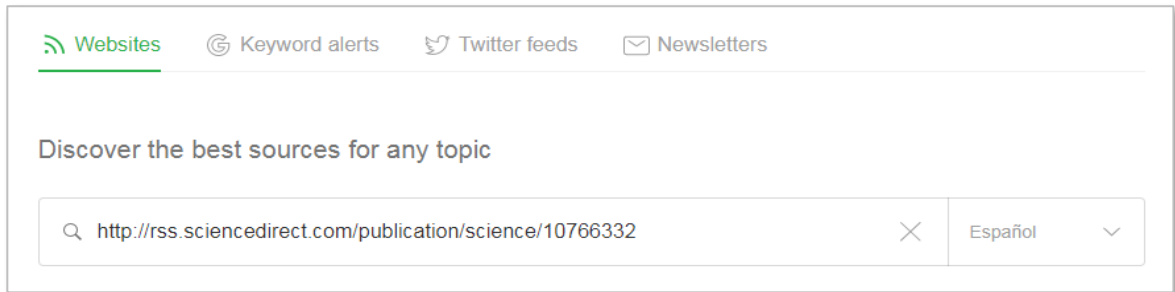 Websites Keyword alerts Twitter feeds Newsletters
Discover the best sources for any topic
http://rss.sciencedirect.com/publication/science/10766332 Español